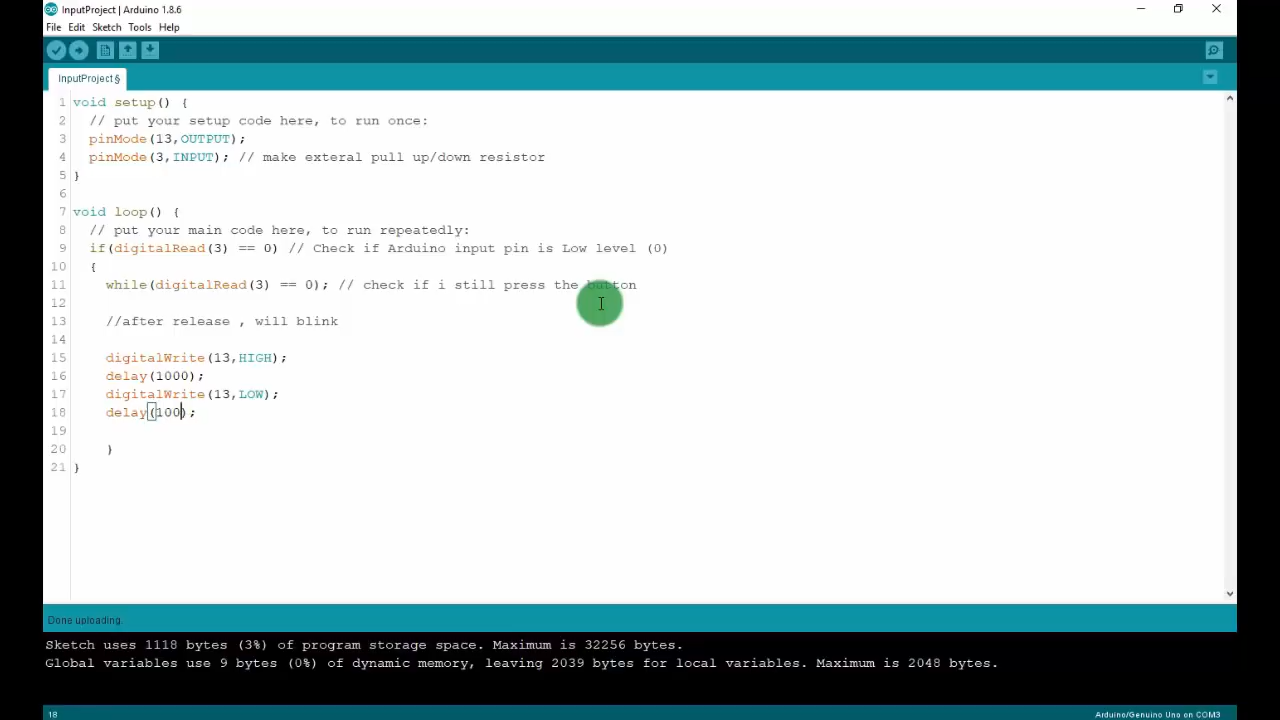 InputProject | Arduino 1.8.6
File Edit Sketch Tools Help
InputProject§
1 void setup() {
2 // put your setup code here, to run once:
3 pinMode(13,OUTPUT);
4 pinMode(3,INPUT); // make exteral pull up/down resistor
5 }
6
7 void loop() {
8 // put your main code here, to run repeatedly:
9 if(digitalRead(3) == 0) // Check if Arduino input pin is Low level (0)
10 {
11 while(digitalRead(3) == 0); // check if i still press the button
12
13 //after release , will blink
14
15 digitalWrite(13,HIGH);
16 delay(1000);
17 digitalWrite(13,LOW);
18 delay(100);
19
20 }
21 }
Done uploading.
Sketch uses 1118 bytes (3%) of program storage space. Maximum is 32256 bytes.
Global variables use 9 bytes (0%) of dynamic memory, leaving 2039 bytes for local variables. Maximum is 2048 bytes.
18 Arduino/Genuino Uno on COM3